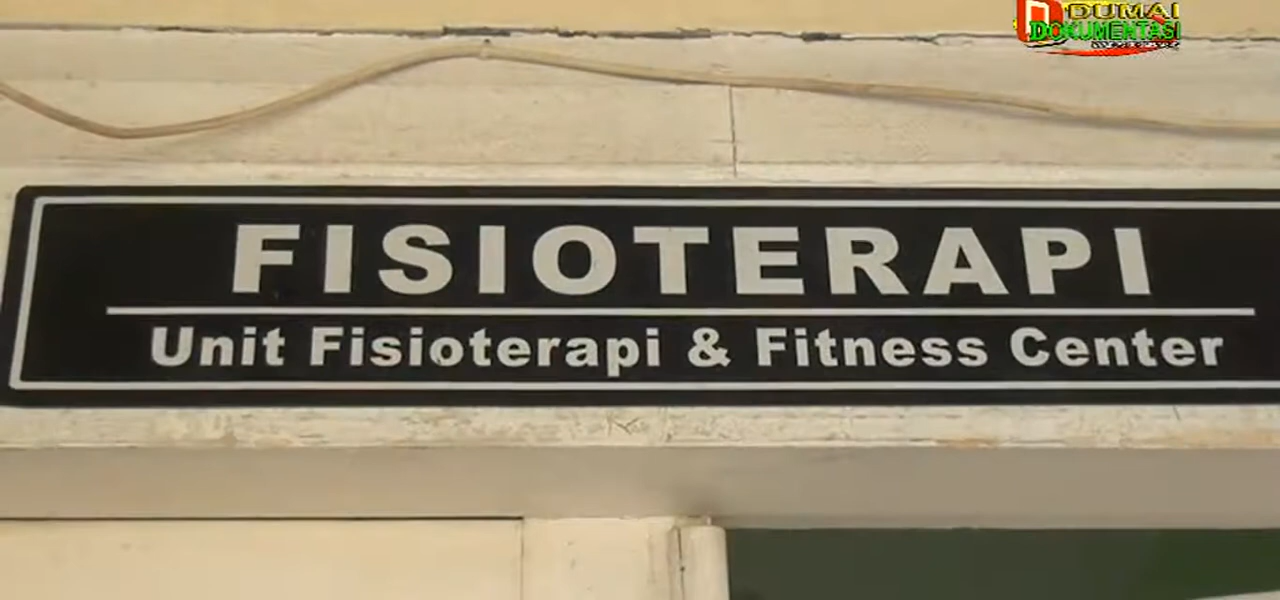 DUMAI
DOKUMENTASI
FISIOTERAPI
Unit Fisioterapi & Fitness Center